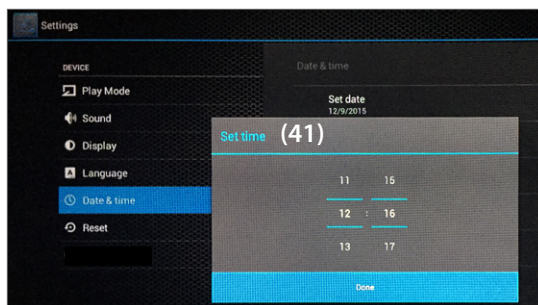 Settings
DEVICE
Date & time
Play Mode
Set date
12/9/2015
Sound
Set time (41)
Display
Language
11 15
Date & time
12 : 16
Reset
13 17
Done